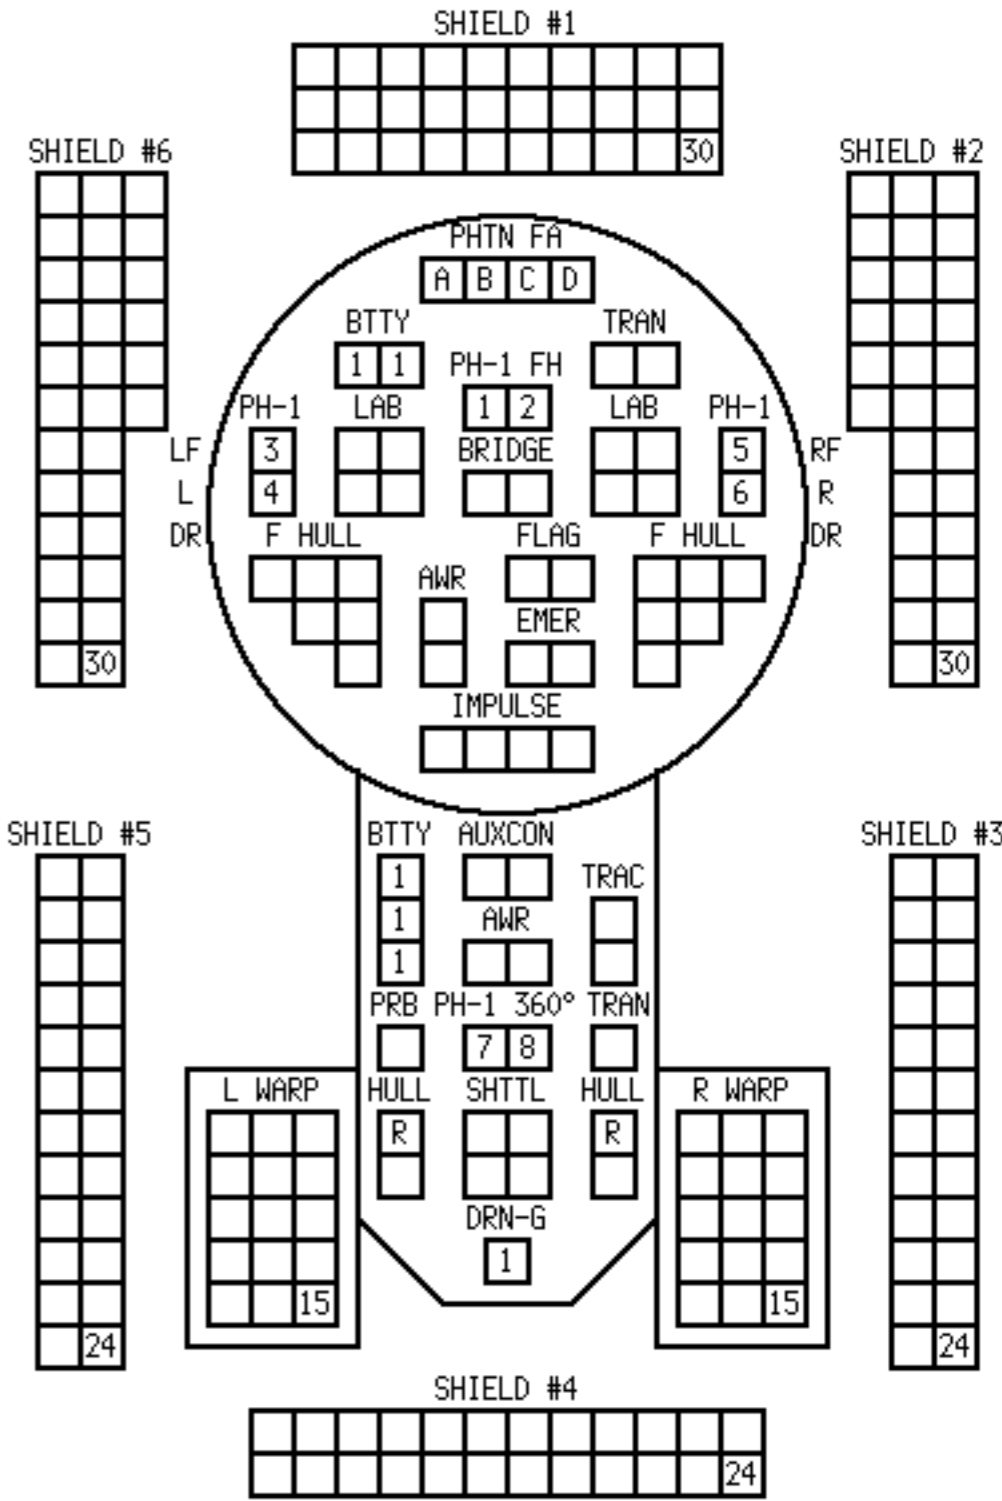 SHIELD #1
30
SHIELD #6
SHIELD #2
PHTN FA
A B C D
BTTY
TRAN
1 1
PH-1 FH
PH-1
LAB
1 2
LAB
PH-1
LF
3
BRIDGE
5
RF
L
4
6
R
DR
F HULL
FLAG
F HULL
DR
AWR
EMER
30
30
IMPULSE
SHIELD #5
BTTY
AUXCON
SHIELD #3
1
TRAC
1
AWR
1
PRB
PH-1 360°
TRAN
7 8
L WARP
HULL
SHTTL
HULL
R WARP
R
R
DRN-G
1
15
15
24
24
SHIELD #4
24